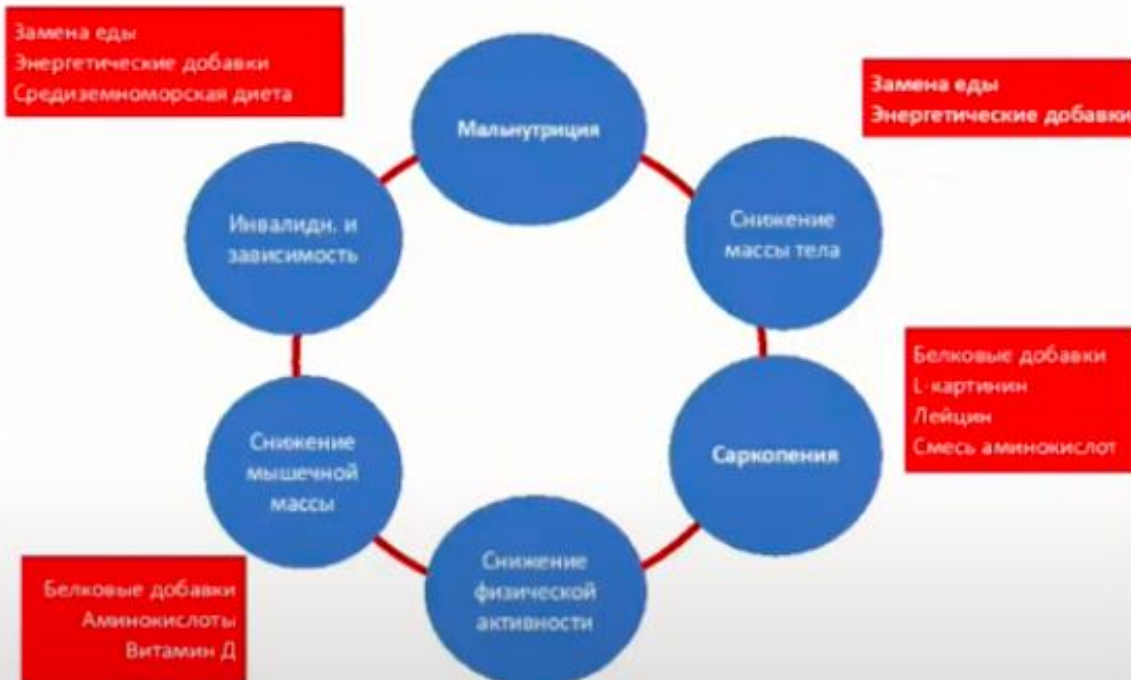 Замена еды
Энергетические добавки
Средиземноморская диета
Мальнутриция
Замена еды
Энергетические добавки
Инвалидн. и
зависимость
Снижение
массы тела
Белковые добавки
L-картинин
Лейцин
Смесь аминокислот
Саркопения
Снижение
мышечной
массы
Снижение
физической
активности
Белковые добавки
Аминокислоты
Витамин Д